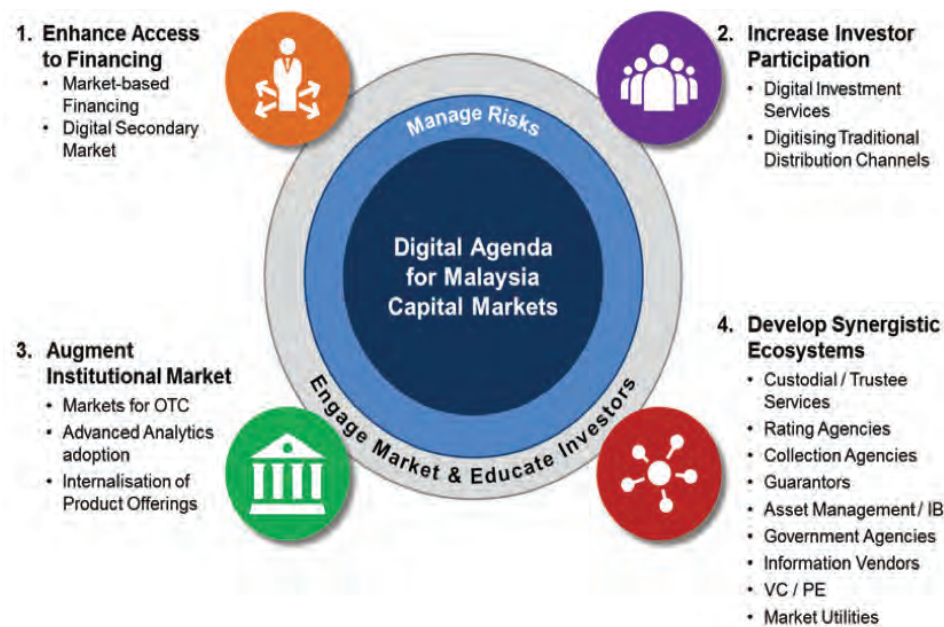 1. Enhance Access
to Financing
• Market-based
Financing
• Digital Secondary
Market
2. Increase Investor
Participation
• Digital Investment
Services
• Digitising Traditional
Distribution Channels
Manage Risks
Digital Agenda
for Malaysia
Capital Markets
Engage Market & Educate Investors
3. Augment
Institutional Market
• Markets for OTC
• Advanced Analytics
adoption
• Internalisation of
Product Offerings
4. Develop Synergistic
Ecosystems
• Custodial / Trustee
Services
• Rating Agencies
• Collection Agencies
• Guarantors
• Asset Management / IB
• Government Agencies
• Information Vendors
• VC / PE
• Market Utilities